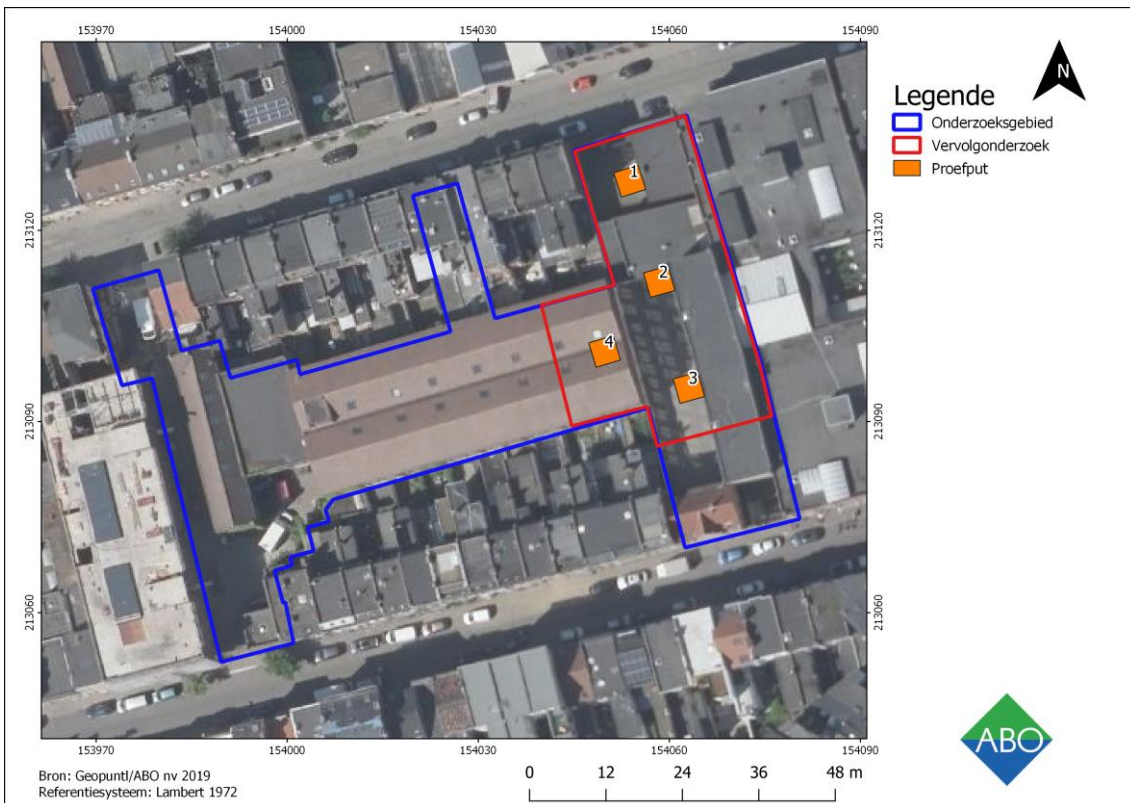 153970 154000 154030 154060 154090
N
Legende
Onderzoeksgebied
Vervolgonderzoek
Proefput
1
213120 213120
2
4
3
213090 213090
213060 213060
153970 154000 154030 154060 154090
ABO
Bron: Geopuntl/ABO nv 2019
Referentiesysteem: Lambert 1972
0 12 24 36 48 m